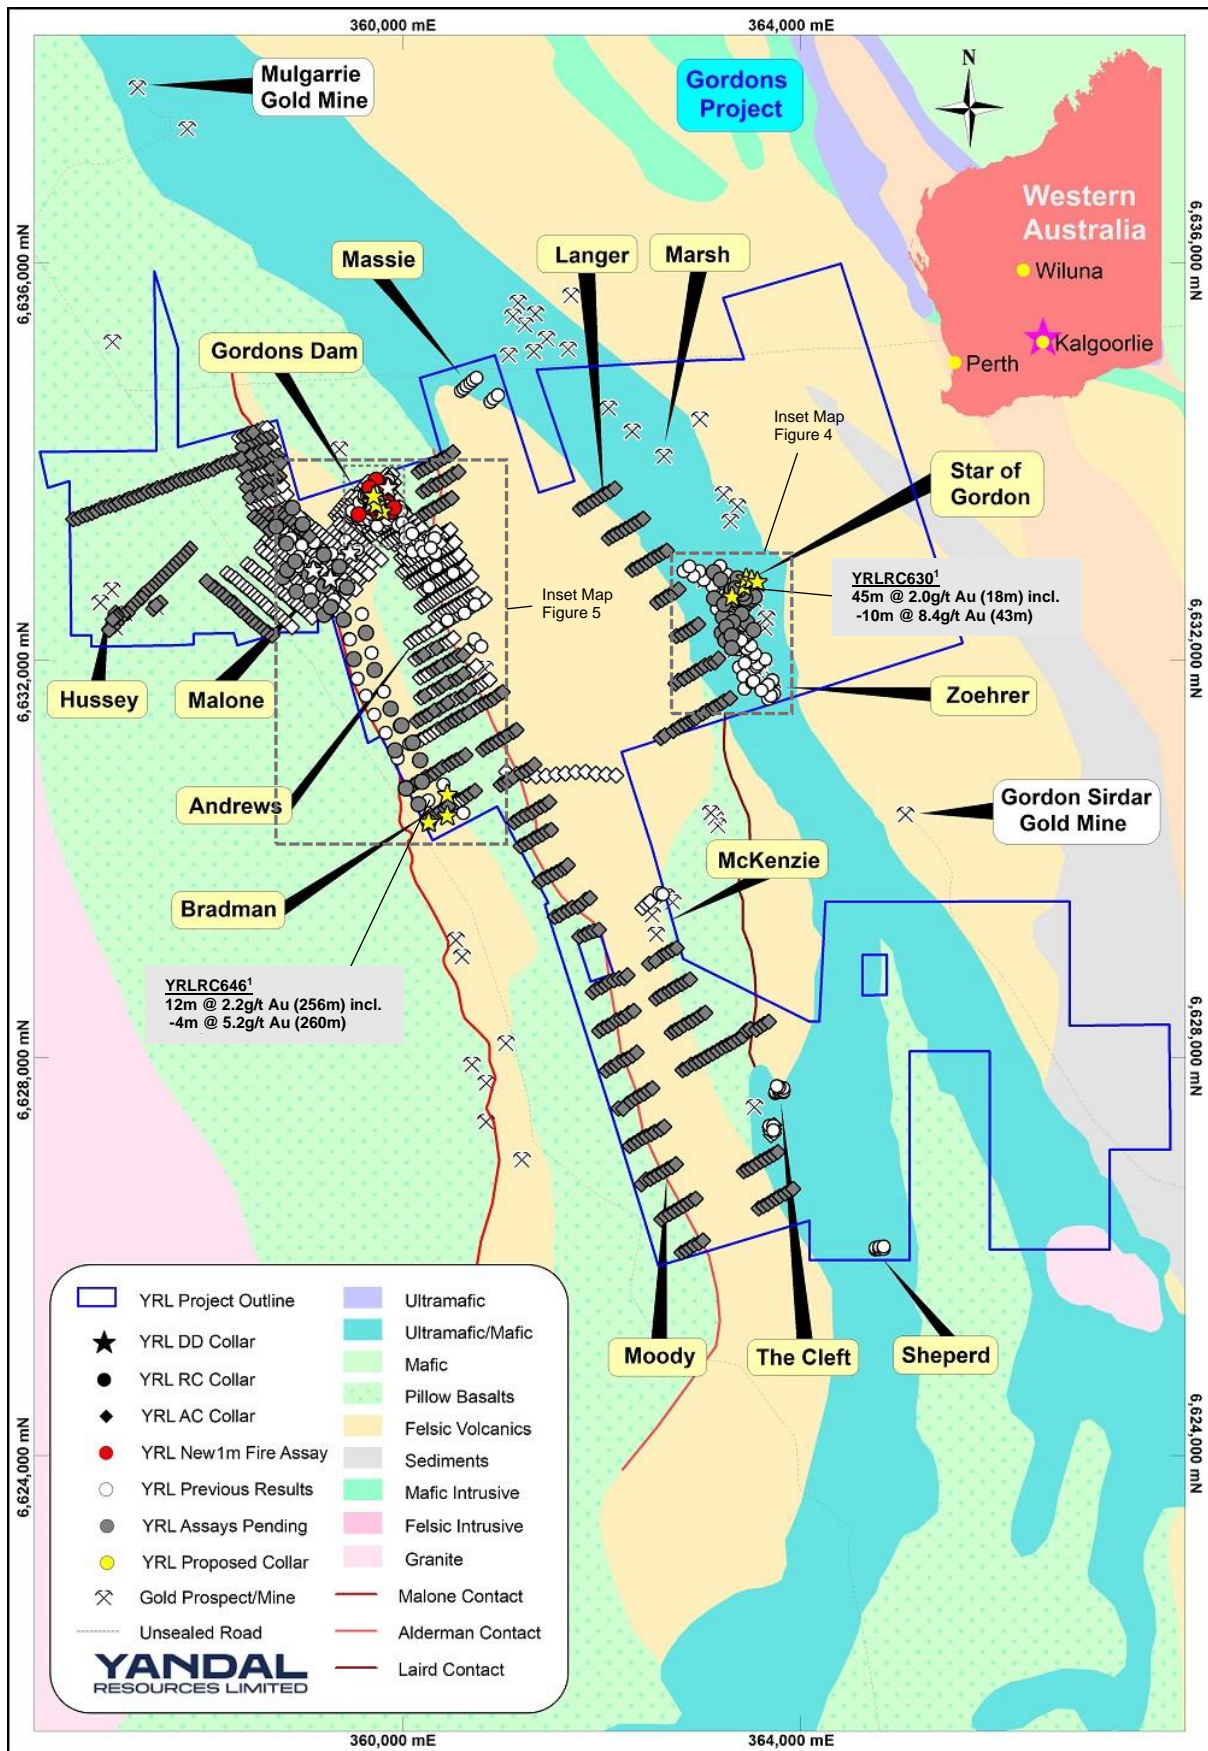 360,000 mE
364,000 mE
Mulgarrie
Gold Mine
Gordons
Project
N
Western
Australia
Wiluna
Kalgoorlie
Perth
6,636,000 mN
6,636,000 mN
Massie
Langer
Marsh
Gordons Dam
Inset Map
Figure 4
Star of
Gordon
YRLRC630¹
45m @ 2.0g/t Au (18m) incl.
-10m @ 8.4g/t Au (43m)
Inset Map
Figure 5
6,632,000 mN
6,632,000 mN
Hussey
Malone
Zoehrer
Andrews
Gordon Sirdar
Gold Mine
McKenzie
Bradman
YRLRC646¹
12m @ 2.2g/t Au (256m) incl.
-4m @ 5.2g/t Au (260m)
6,628,000 mN
6,628,000 mN
Moody
The Cleft
Sheperd
YRL Project Outline
YRL DD Collar
YRL RC Collar
YRL AC Collar
YRL New1m Fire Assay
YRL Previous Results
YRL Assays Pending
YRL Proposed Collar
Gold Prospect/Mine
Unsealed Road
Ultramafic
Ultramafic/Mafic
Mafic
Pillow Basalts
Felsic Volcanics
Sediments
Mafic Intrusive
Felsic Intrusive
Granite
Malone Contact
Alderman Contact
Laird Contact
YANDAL
RESOURCES LIMITED
6,624,000 mN
6,624,000 mN
360,000 mE
364,000 mE